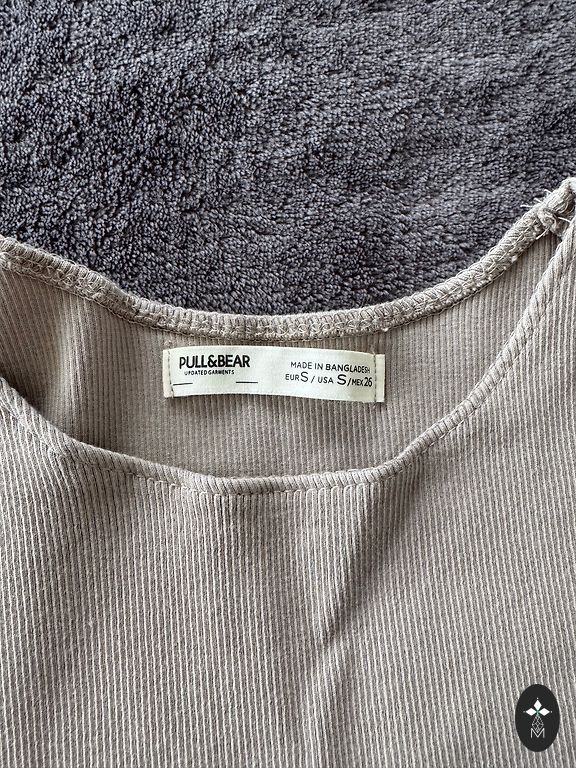 PULL&BEAR
UPDATED GARMENTS
MADE IN BANGLADESH
EUR S / USA S / MEX 26
M